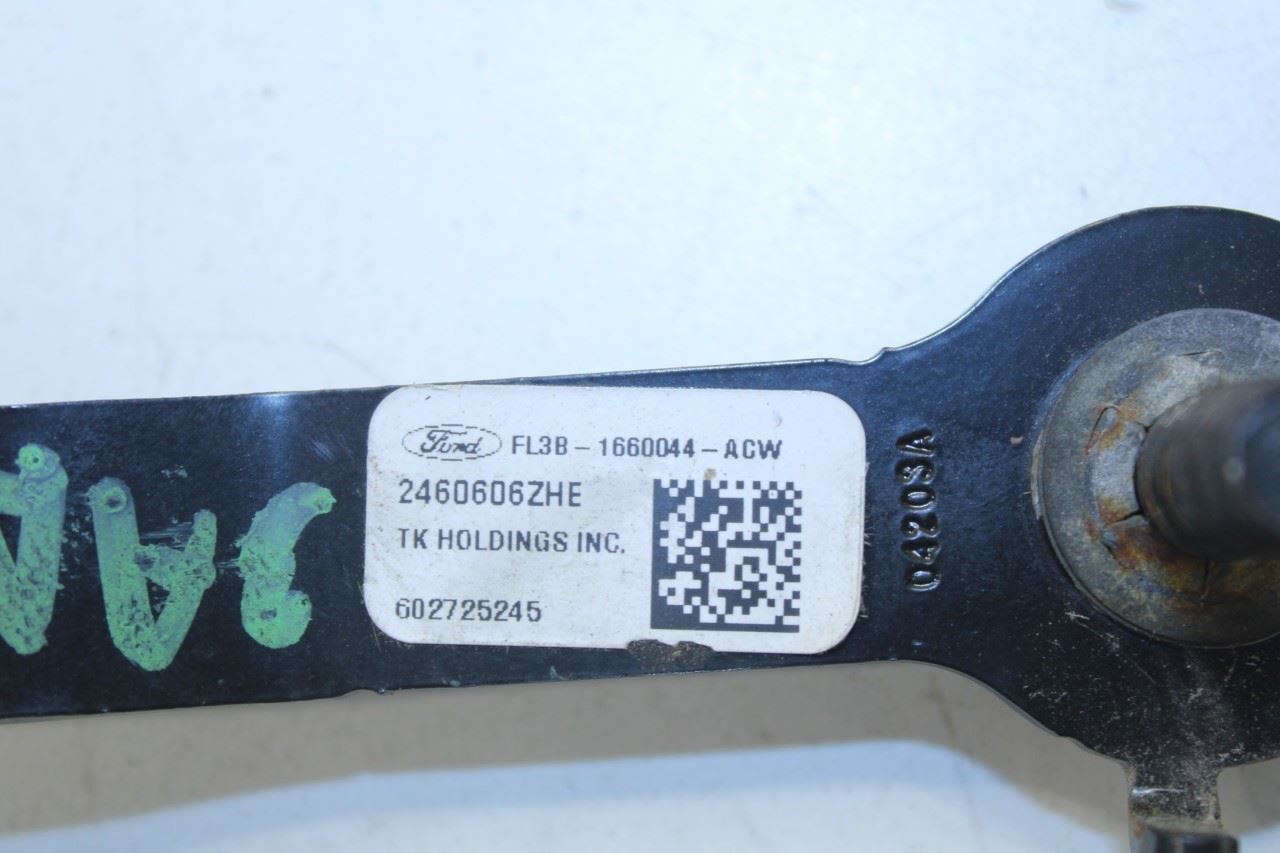 Ford FL3B-1660044-ACW
2460606ZHE
TK HOLDINGS INC.
602725245
04203A